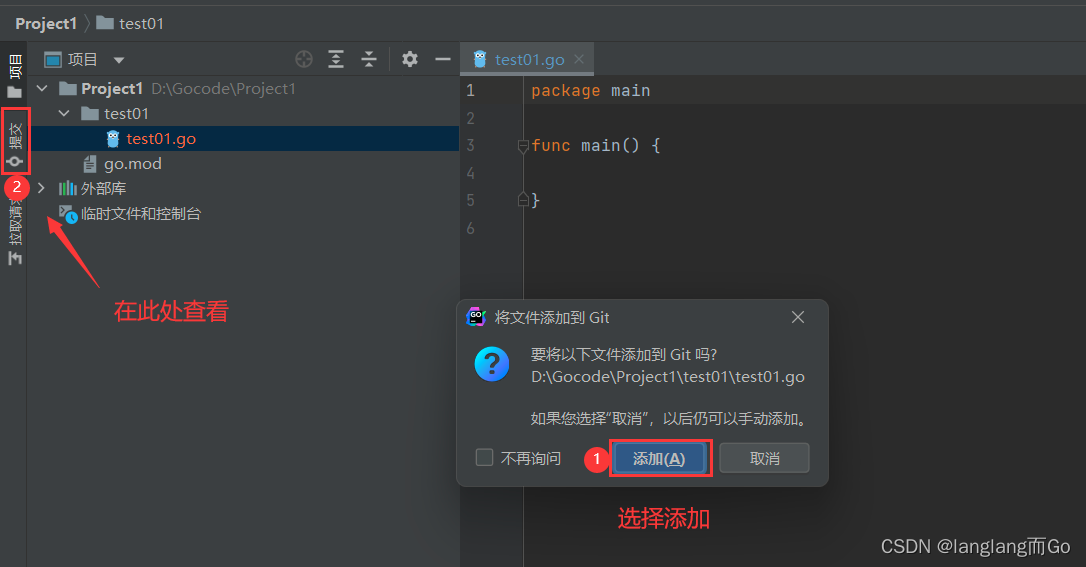 Project1
test01
项目
项目
test01.go
Project1 D:\Gocode\Project1
test01
test01.go
go.mod
外部库
临时文件和控制台
提交
2
拉取请
在此处查看
1 package main
2
3 func main() {
4
5 }
6
GO
将文件添加到 Git
?
要将以下文件添加到 Git 吗?
D:\Gocode\Project1\test01\test01.go
如果您选择“取消”，以后仍可以手动添加。
不再询问
1
添加(A)
取消
选择添加
CSDN @langlang而Go